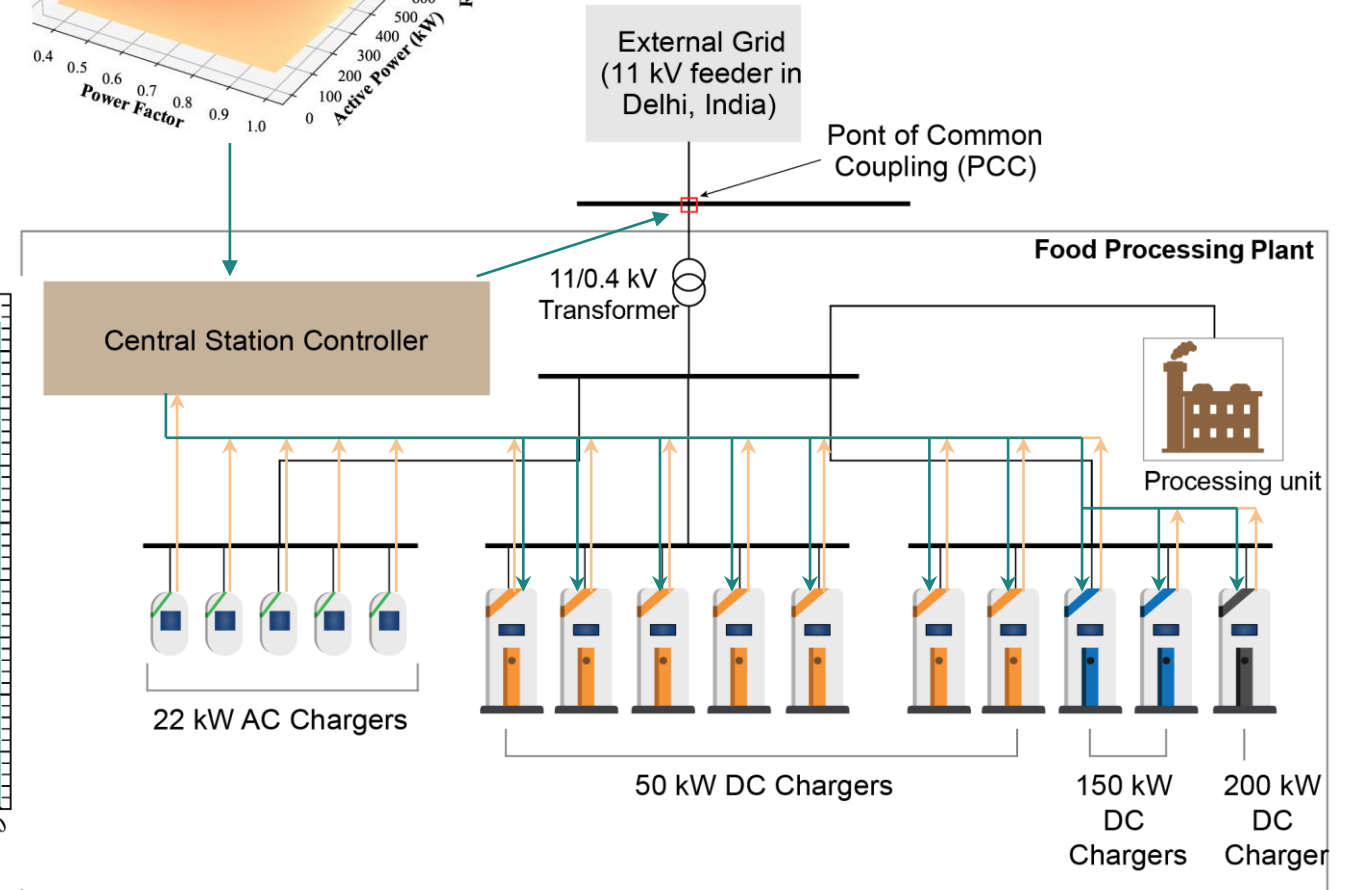 600
500
400
300
200
100
0
Active Power (kW)
0.4
0.5
0.6
0.7
0.8
0.9
1.0
Power Factor
External Grid
(11 kV feeder in
Delhi, India)
Pont of Common
Coupling (PCC)
Food Processing Plant
11/0.4 kV
Transformer
Central Station Controller
Processing unit
22 kW AC Chargers
50 kW DC Chargers
150 kW
DC
Chargers
200 kW
DC
Charger